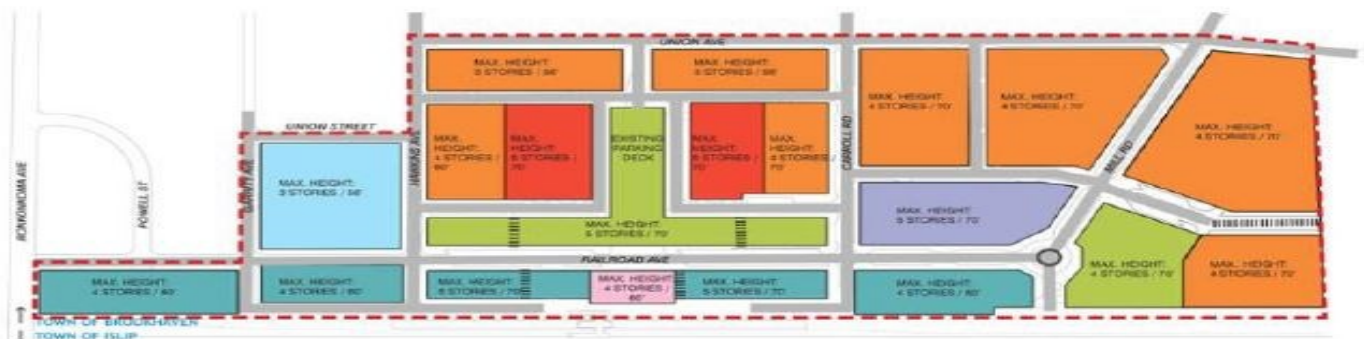 UNION AVE
MAX. HEIGHT:
3 STORIES / 56'
MAX. HEIGHT:
3 STORIES / 56'
MAX. HEIGHT:
4 STORIES / 70'
MAX. HEIGHT:
4 STORIES / 70'
MAX. HEIGHT:
4 STORIES / 70'
UNION STREET
HAWKINS AVE
MAX.
HEIGHT:
4 STORIES /
MAX.
HEIGHT:
STORIES /
70'
EXISTING
PARKING
DECK
MAX.
HEIGHT:
STORIES /
70'
MAX.
HEIGHT:
4 STORIES /
70'
CARROLL RD
MILL RD
RONKONKOMA AVE
POWELL ST
GARRITY AVE
MAX. HEIGHT:
3 STORIES / 56'
MAX. HEIGHT:
5 STORIES / 70'
MAX. HEIGHT:
5 STORIES / 70'
RAILROAD AVE
MAX. HEIGHT:
4 STORIES / 60'
MAX. HEIGHT:
4 STORIES / 60'
MAX. HEIGHT:
STORIES / 70'
MAX. HEIGHT:
4 STORIES /
60'
MAX. HEIGHT:
5 STORIES / 70'
MAX. HEIGHT:
4 STORIES / 60'
MAX. HEIGHT:
4 STORIES / 70'
MAX. HEIGHT:
4 STORIES / 70'
TOWN OF BROOKHAVEN
TOWN OF ISLIP